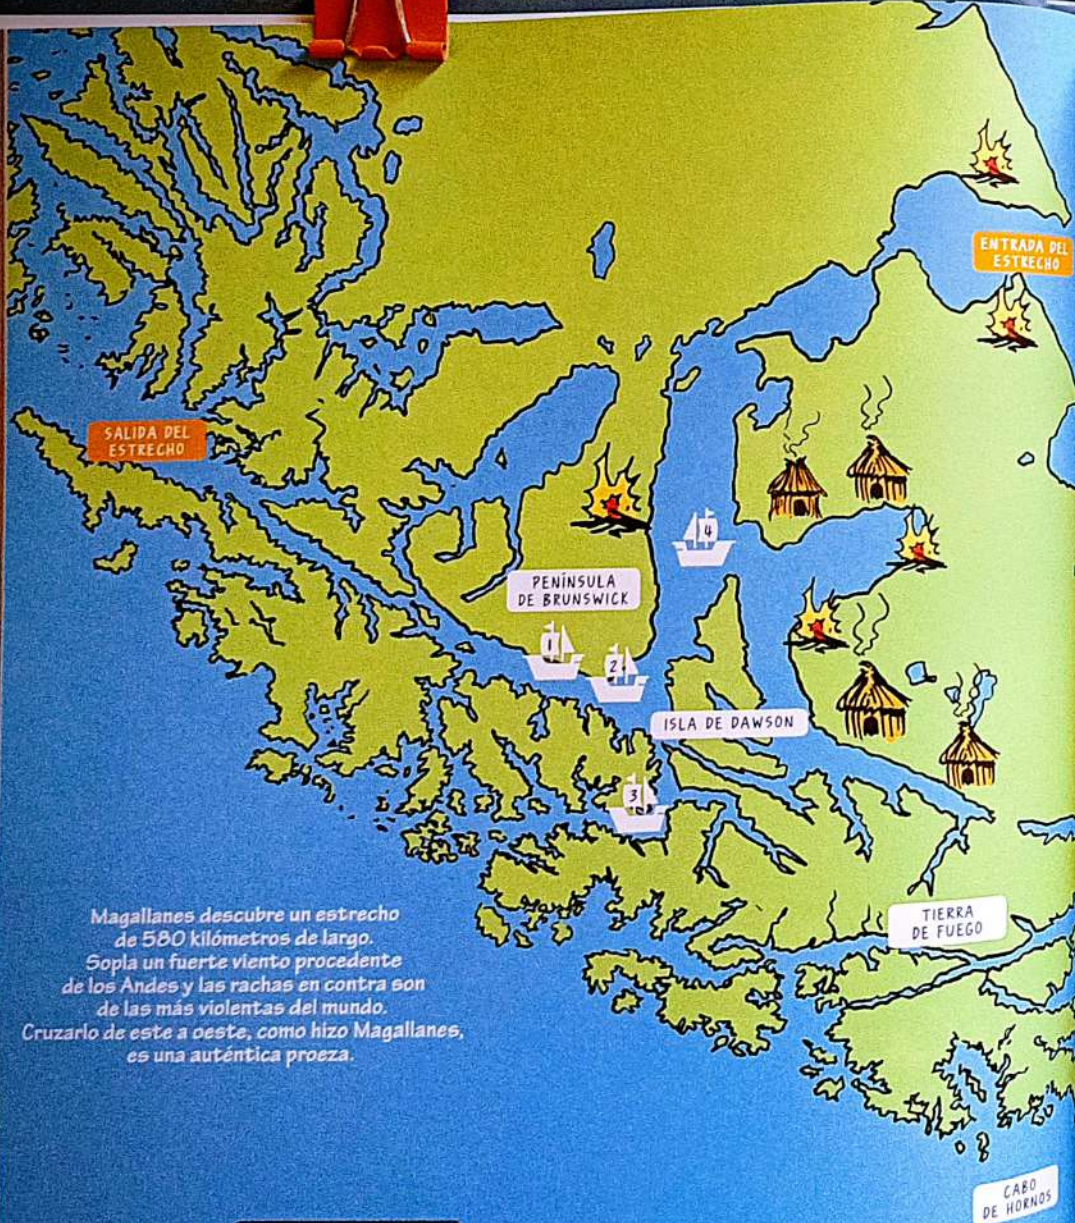 ENTRADA DEL
ESTRECHO
SALIDA DEL
ESTRECHO
4
PENÍNSULA
DE BRUNSWICK
1
2
ISLA DE DAWSON
3
TIERRA
DE FUEGO
Magallanes descubre un estrecho
de 580 kilómetros de largo.
Sopla un fuerte viento procedente
de los Andes y las rachas en contra son
de las más violentas del mundo.
Cruzarlo de este a oeste, como hizo Magallanes,
es una auténtica proeza.
CABO
DE HORNOS